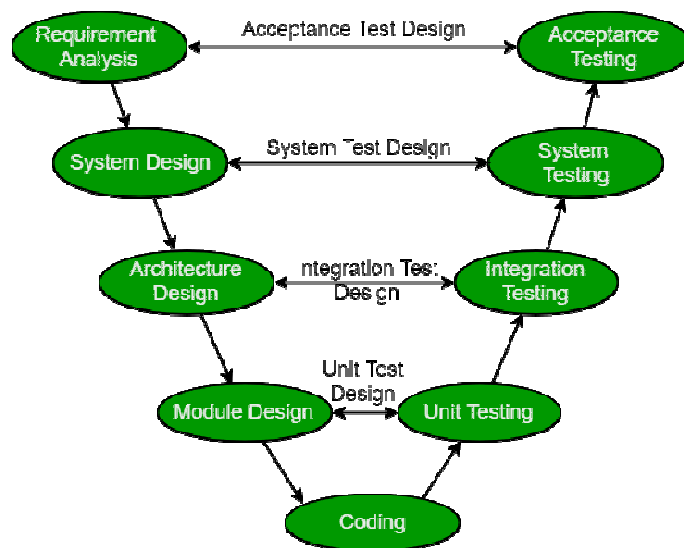 Requirement
Analysis
Acceptance Test Design
Acceptance
Testing
System Design
System Test Design
System
Testing
Architecture
Design
ntegration Test
Design
Integration
Testing
Unit Test
Design
Module Design
Unit Testing
Coding